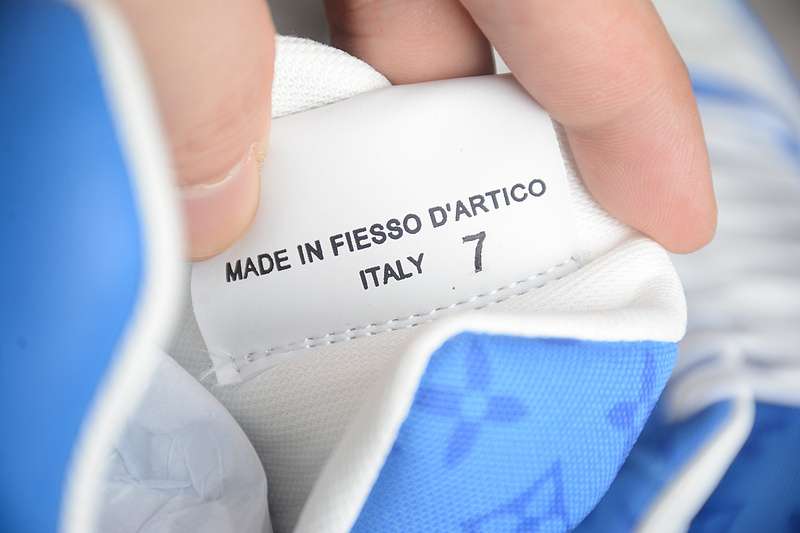 MADE IN FIESSO D'ARTICO
ITALY 7